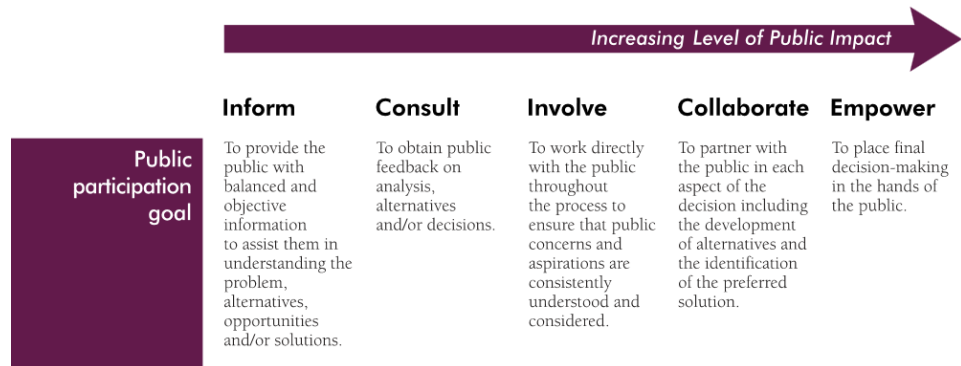 Increasing Level of Public Impact
Inform
Consult
Involve
Collaborate
Empower
Public
participation
goal
To provide the
public with
balanced and
objective
information
to assist them in
understanding the
problem,
alternatives,
opportunities
and/or solutions.
To obtain public
feedback on
analysis,
alternatives
and/or decisions.
To work directly
with the public
throughout
the process to
ensure that public
concerns and
aspirations are
consistently
understood and
considered.
To partner with
the public in each
aspect of the
decision including
the development
of alternatives and
the identification
of the preferred
solution.
To place final
decision-making
in the hands of
the public.